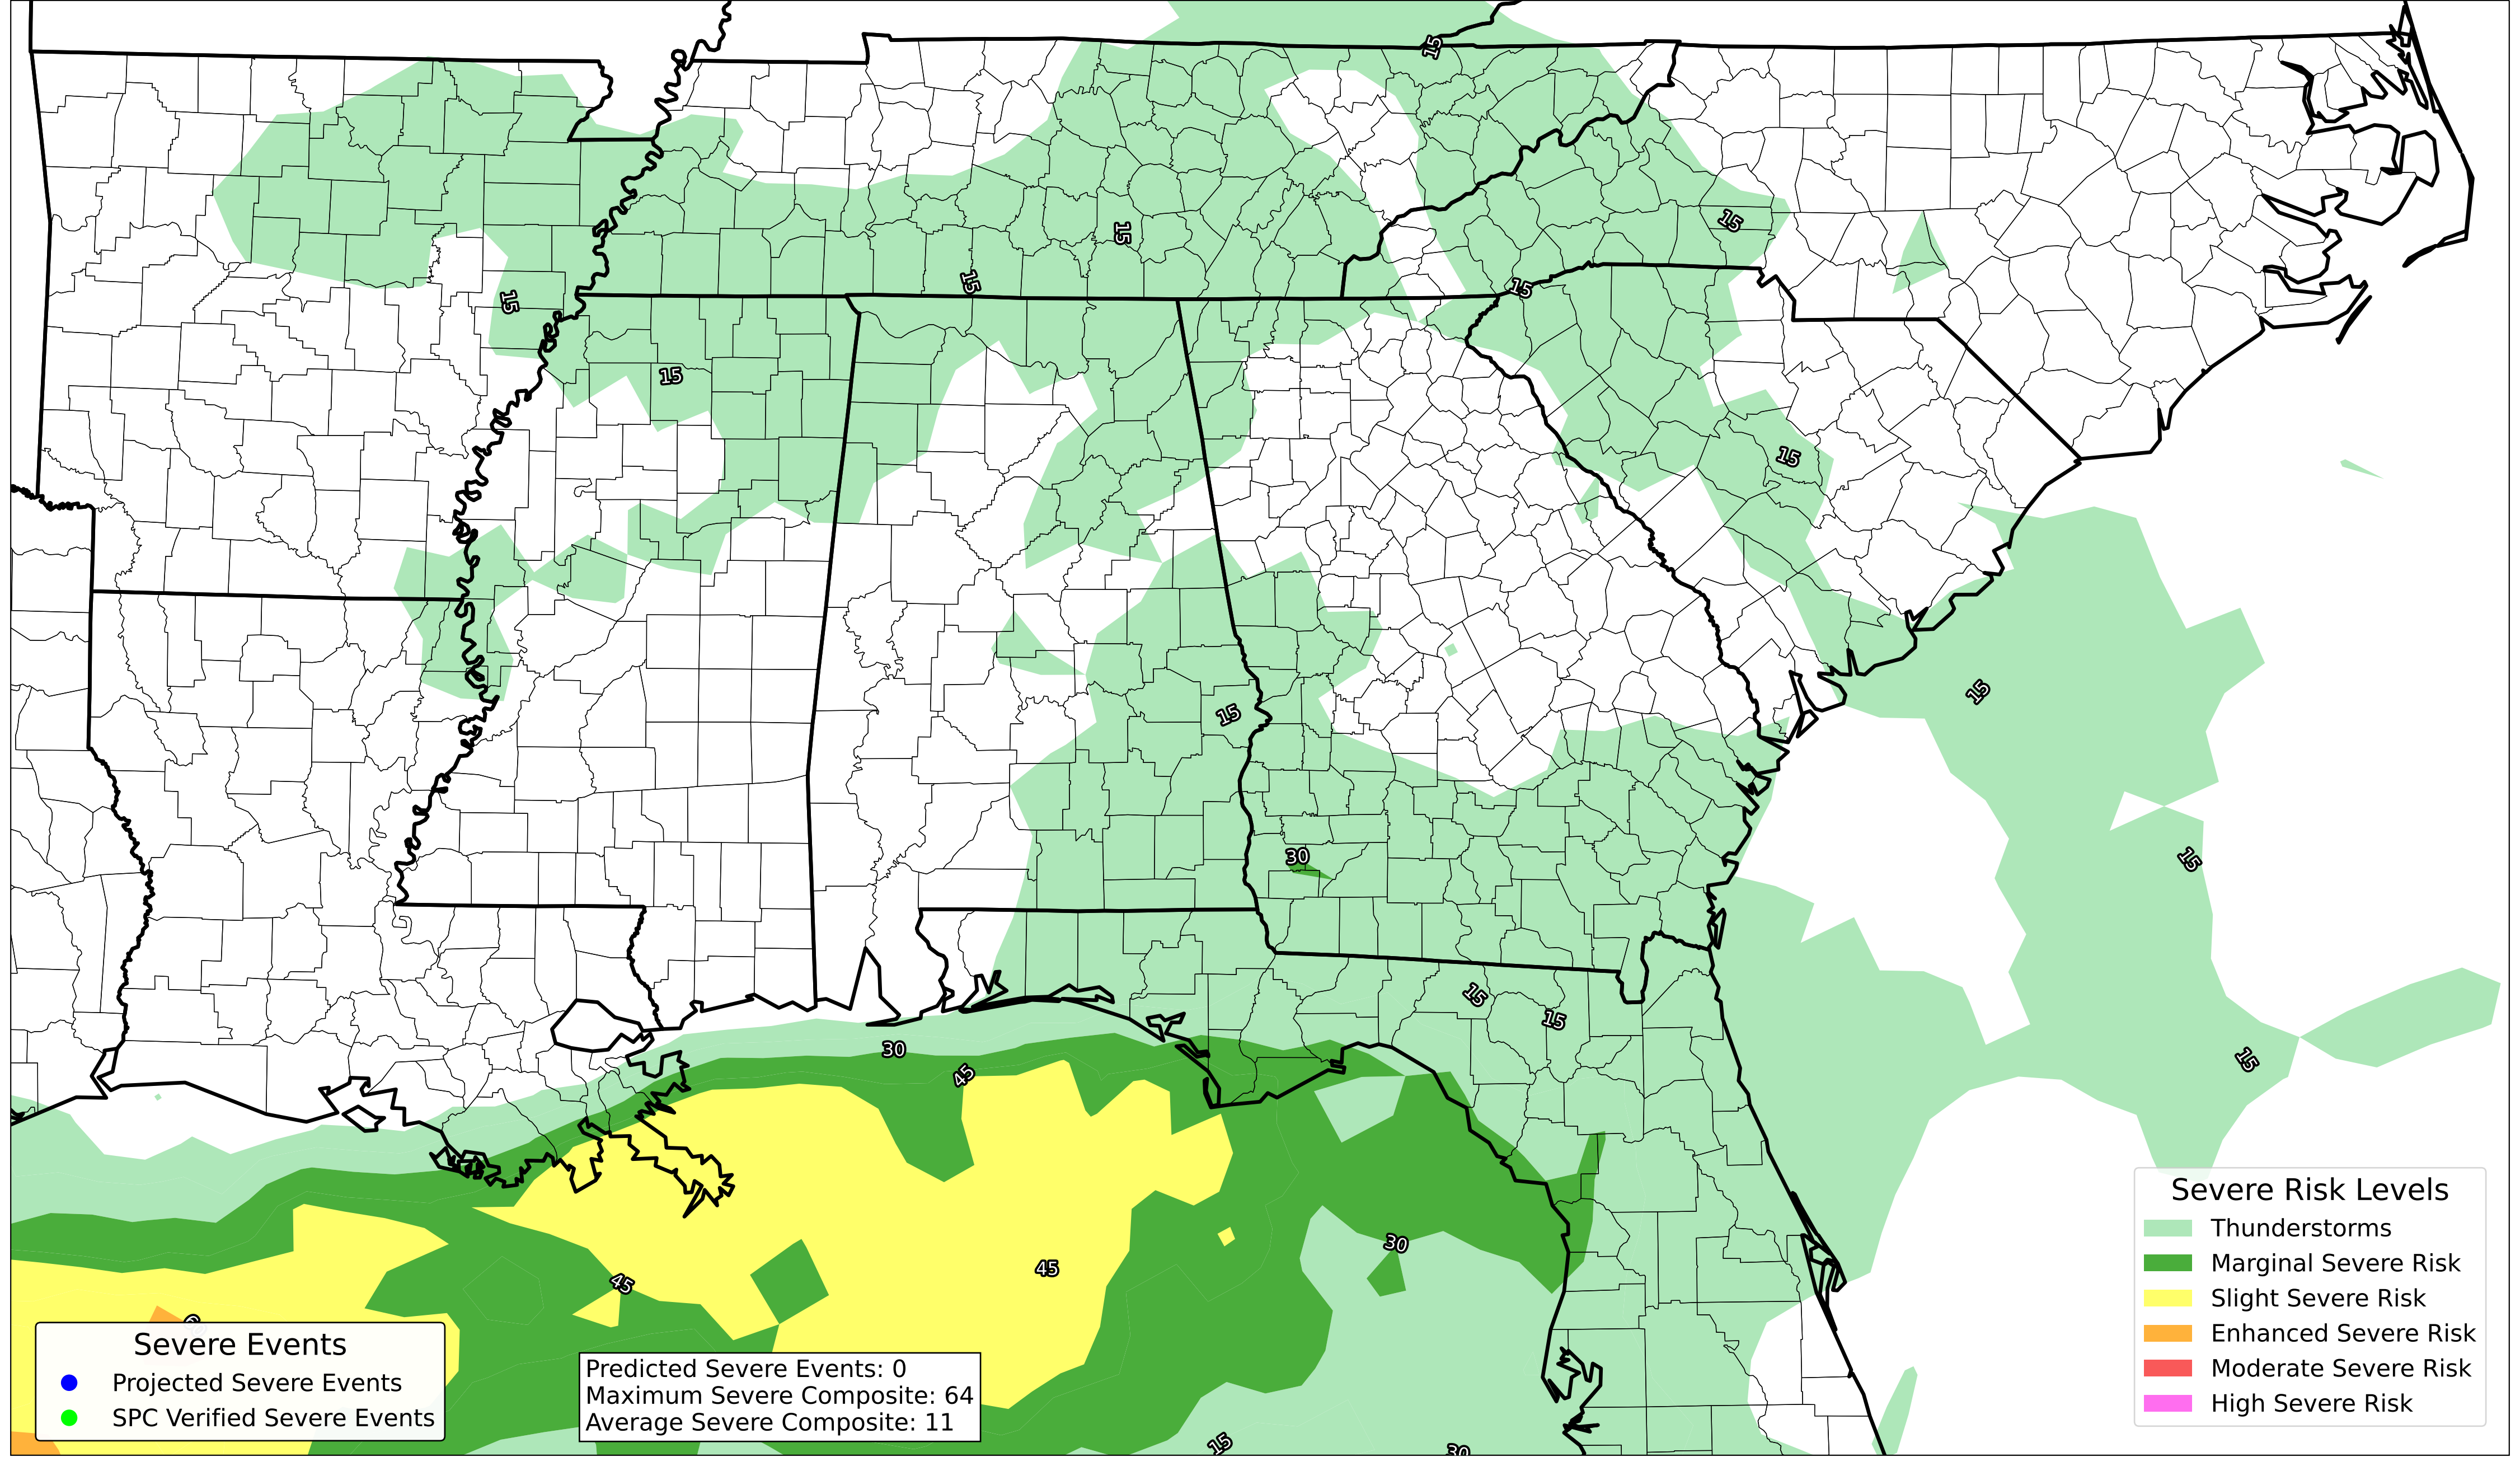 15
15
15
15
15
15
15
15
15
15
30
15
15
15
15
30
45
15
30
45
45
15
30
Severe Events
Projected Severe Events
SPC Verified Severe Events
Predicted Severe Events: 0
Maximum Severe Composite: 64
Average Severe Composite: 11
Severe Risk Levels
Thunderstorms
Marginal Severe Risk
Slight Severe Risk
Enhanced Severe Risk
Moderate Severe Risk
High Severe Risk